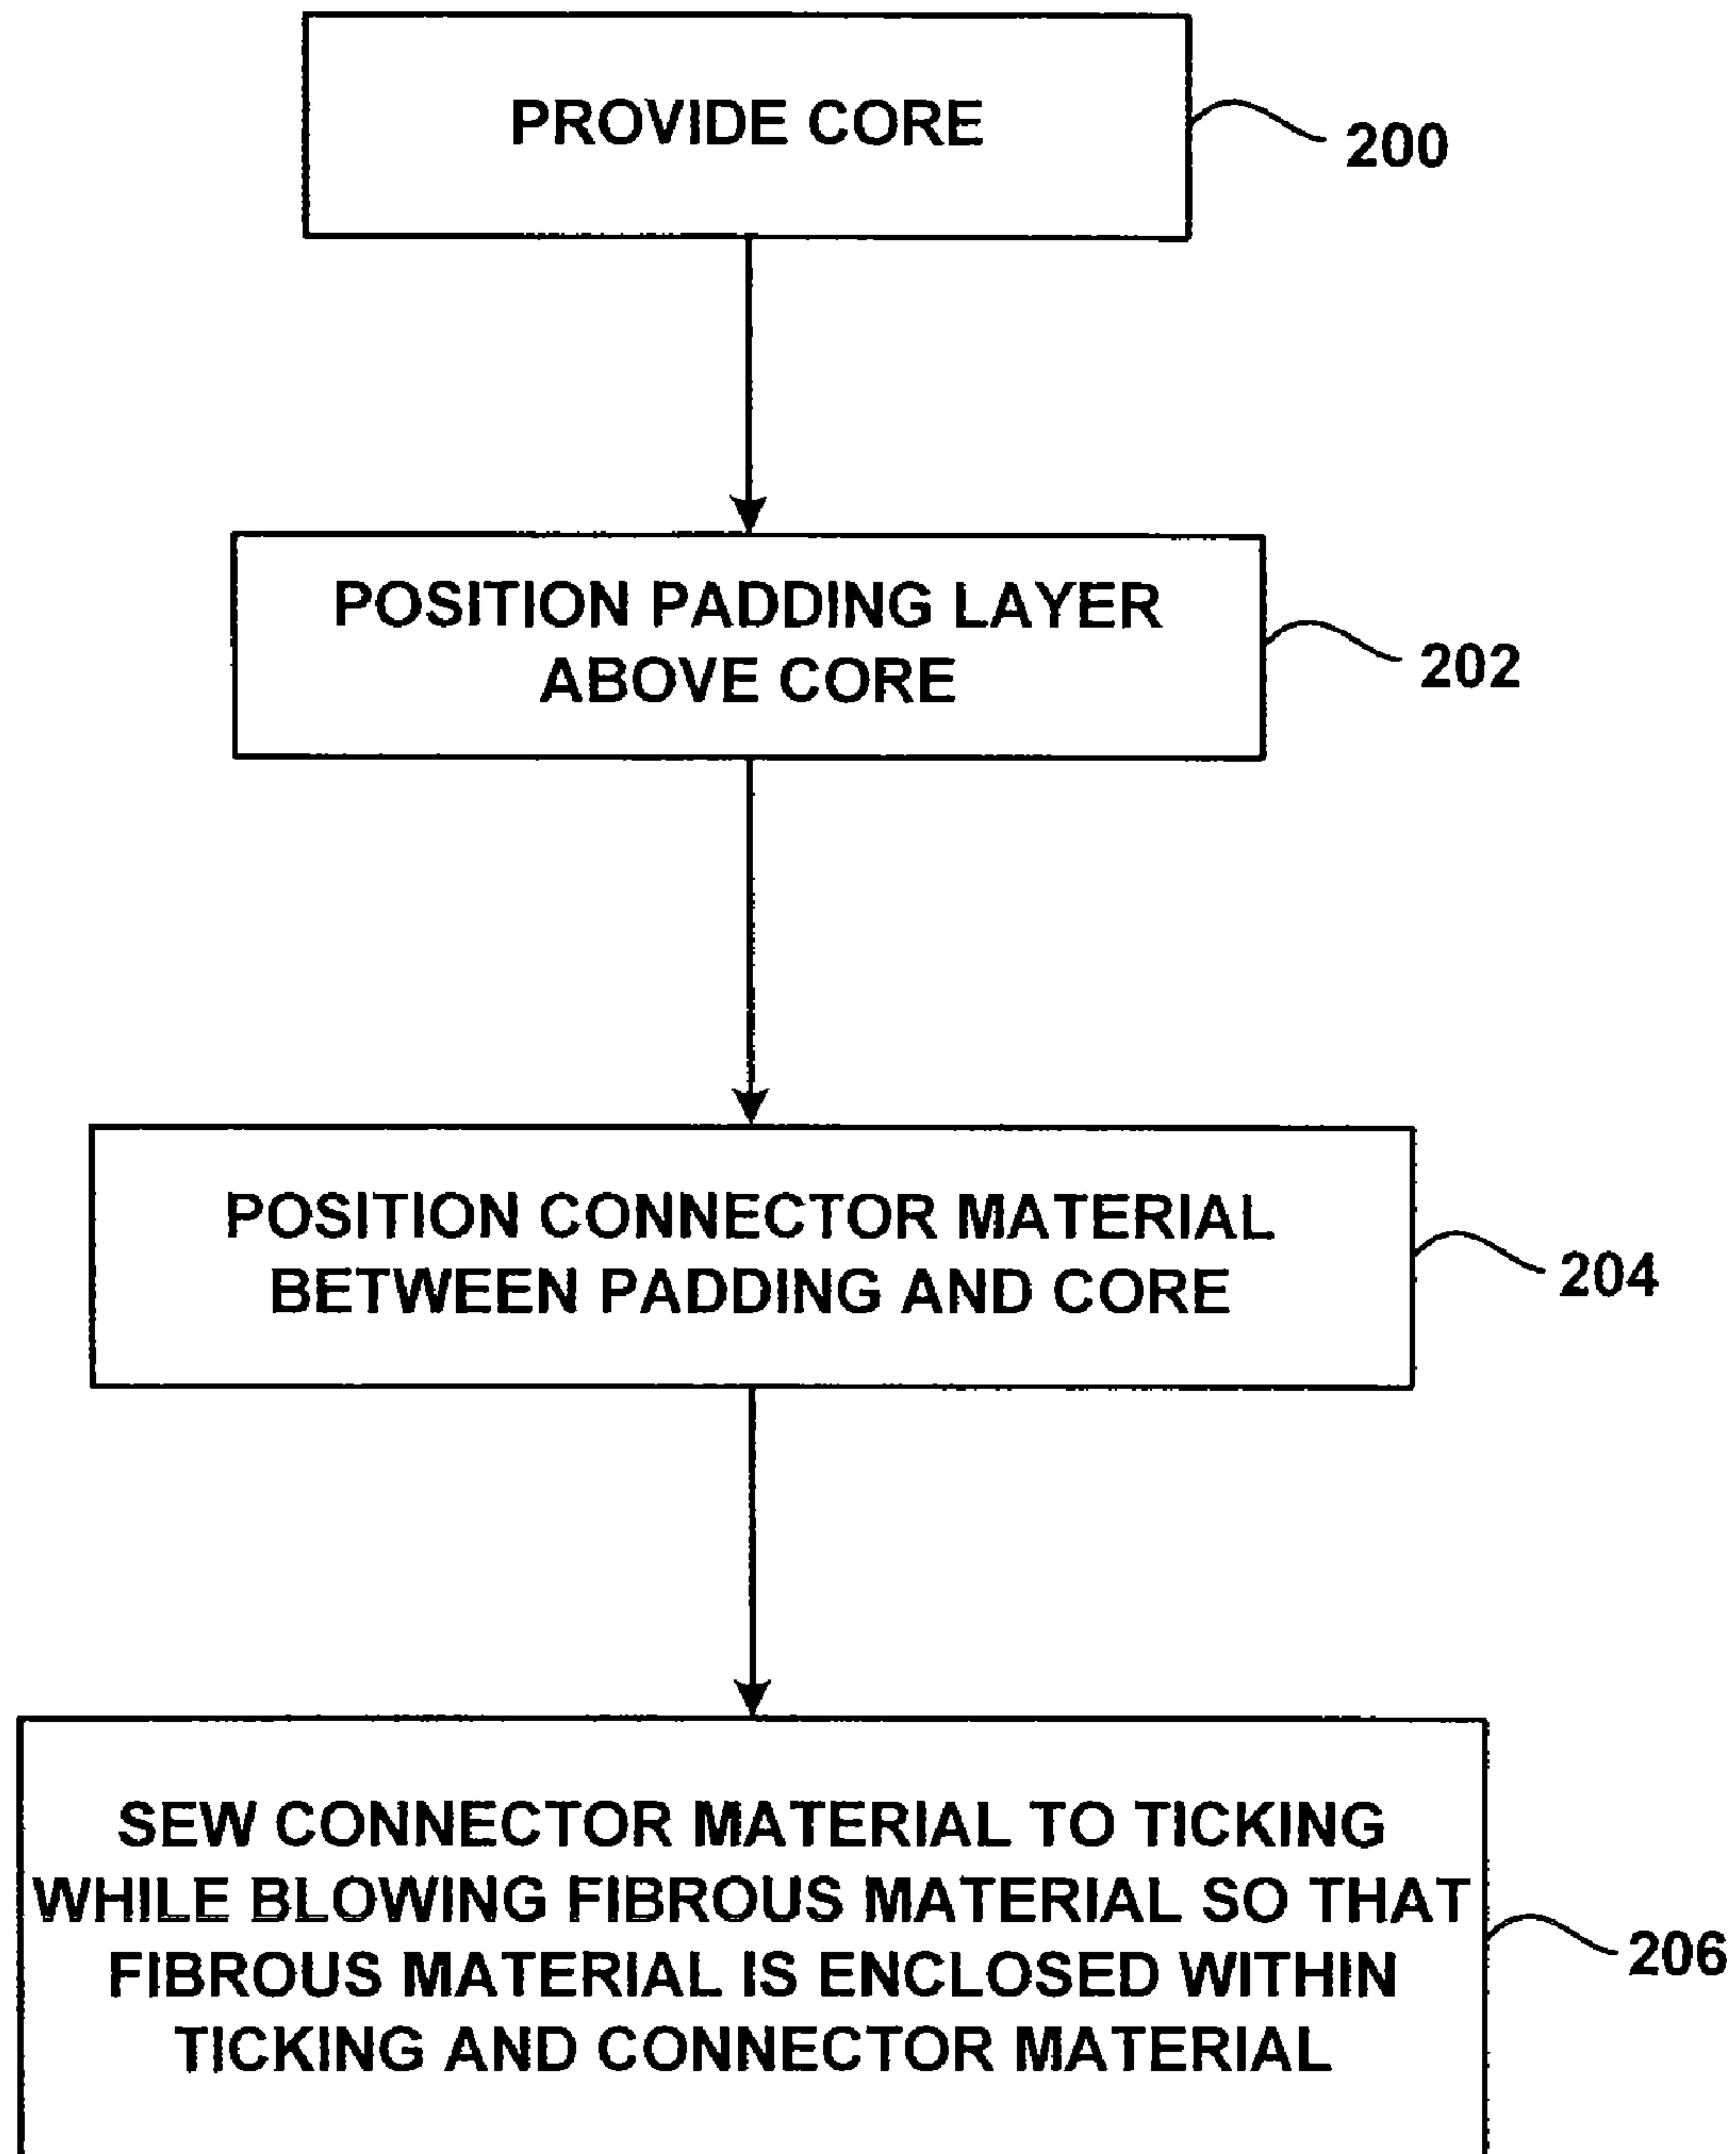 PROVIDE CORE
200
POSITION PADDING LAYER
ABOVE CORE
202
POSITION CONNECTOR MATERIAL
BETWEEN PADDING AND CORE
204
SEW CONNECTOR MATERIAL TO TICKING
WHILE BLOWING FIBROUS MATERIAL SO THAT
FIBROUS MATERIAL IS ENCLOSED WITHIN
TICKING AND CONNECTOR MATERIAL
206